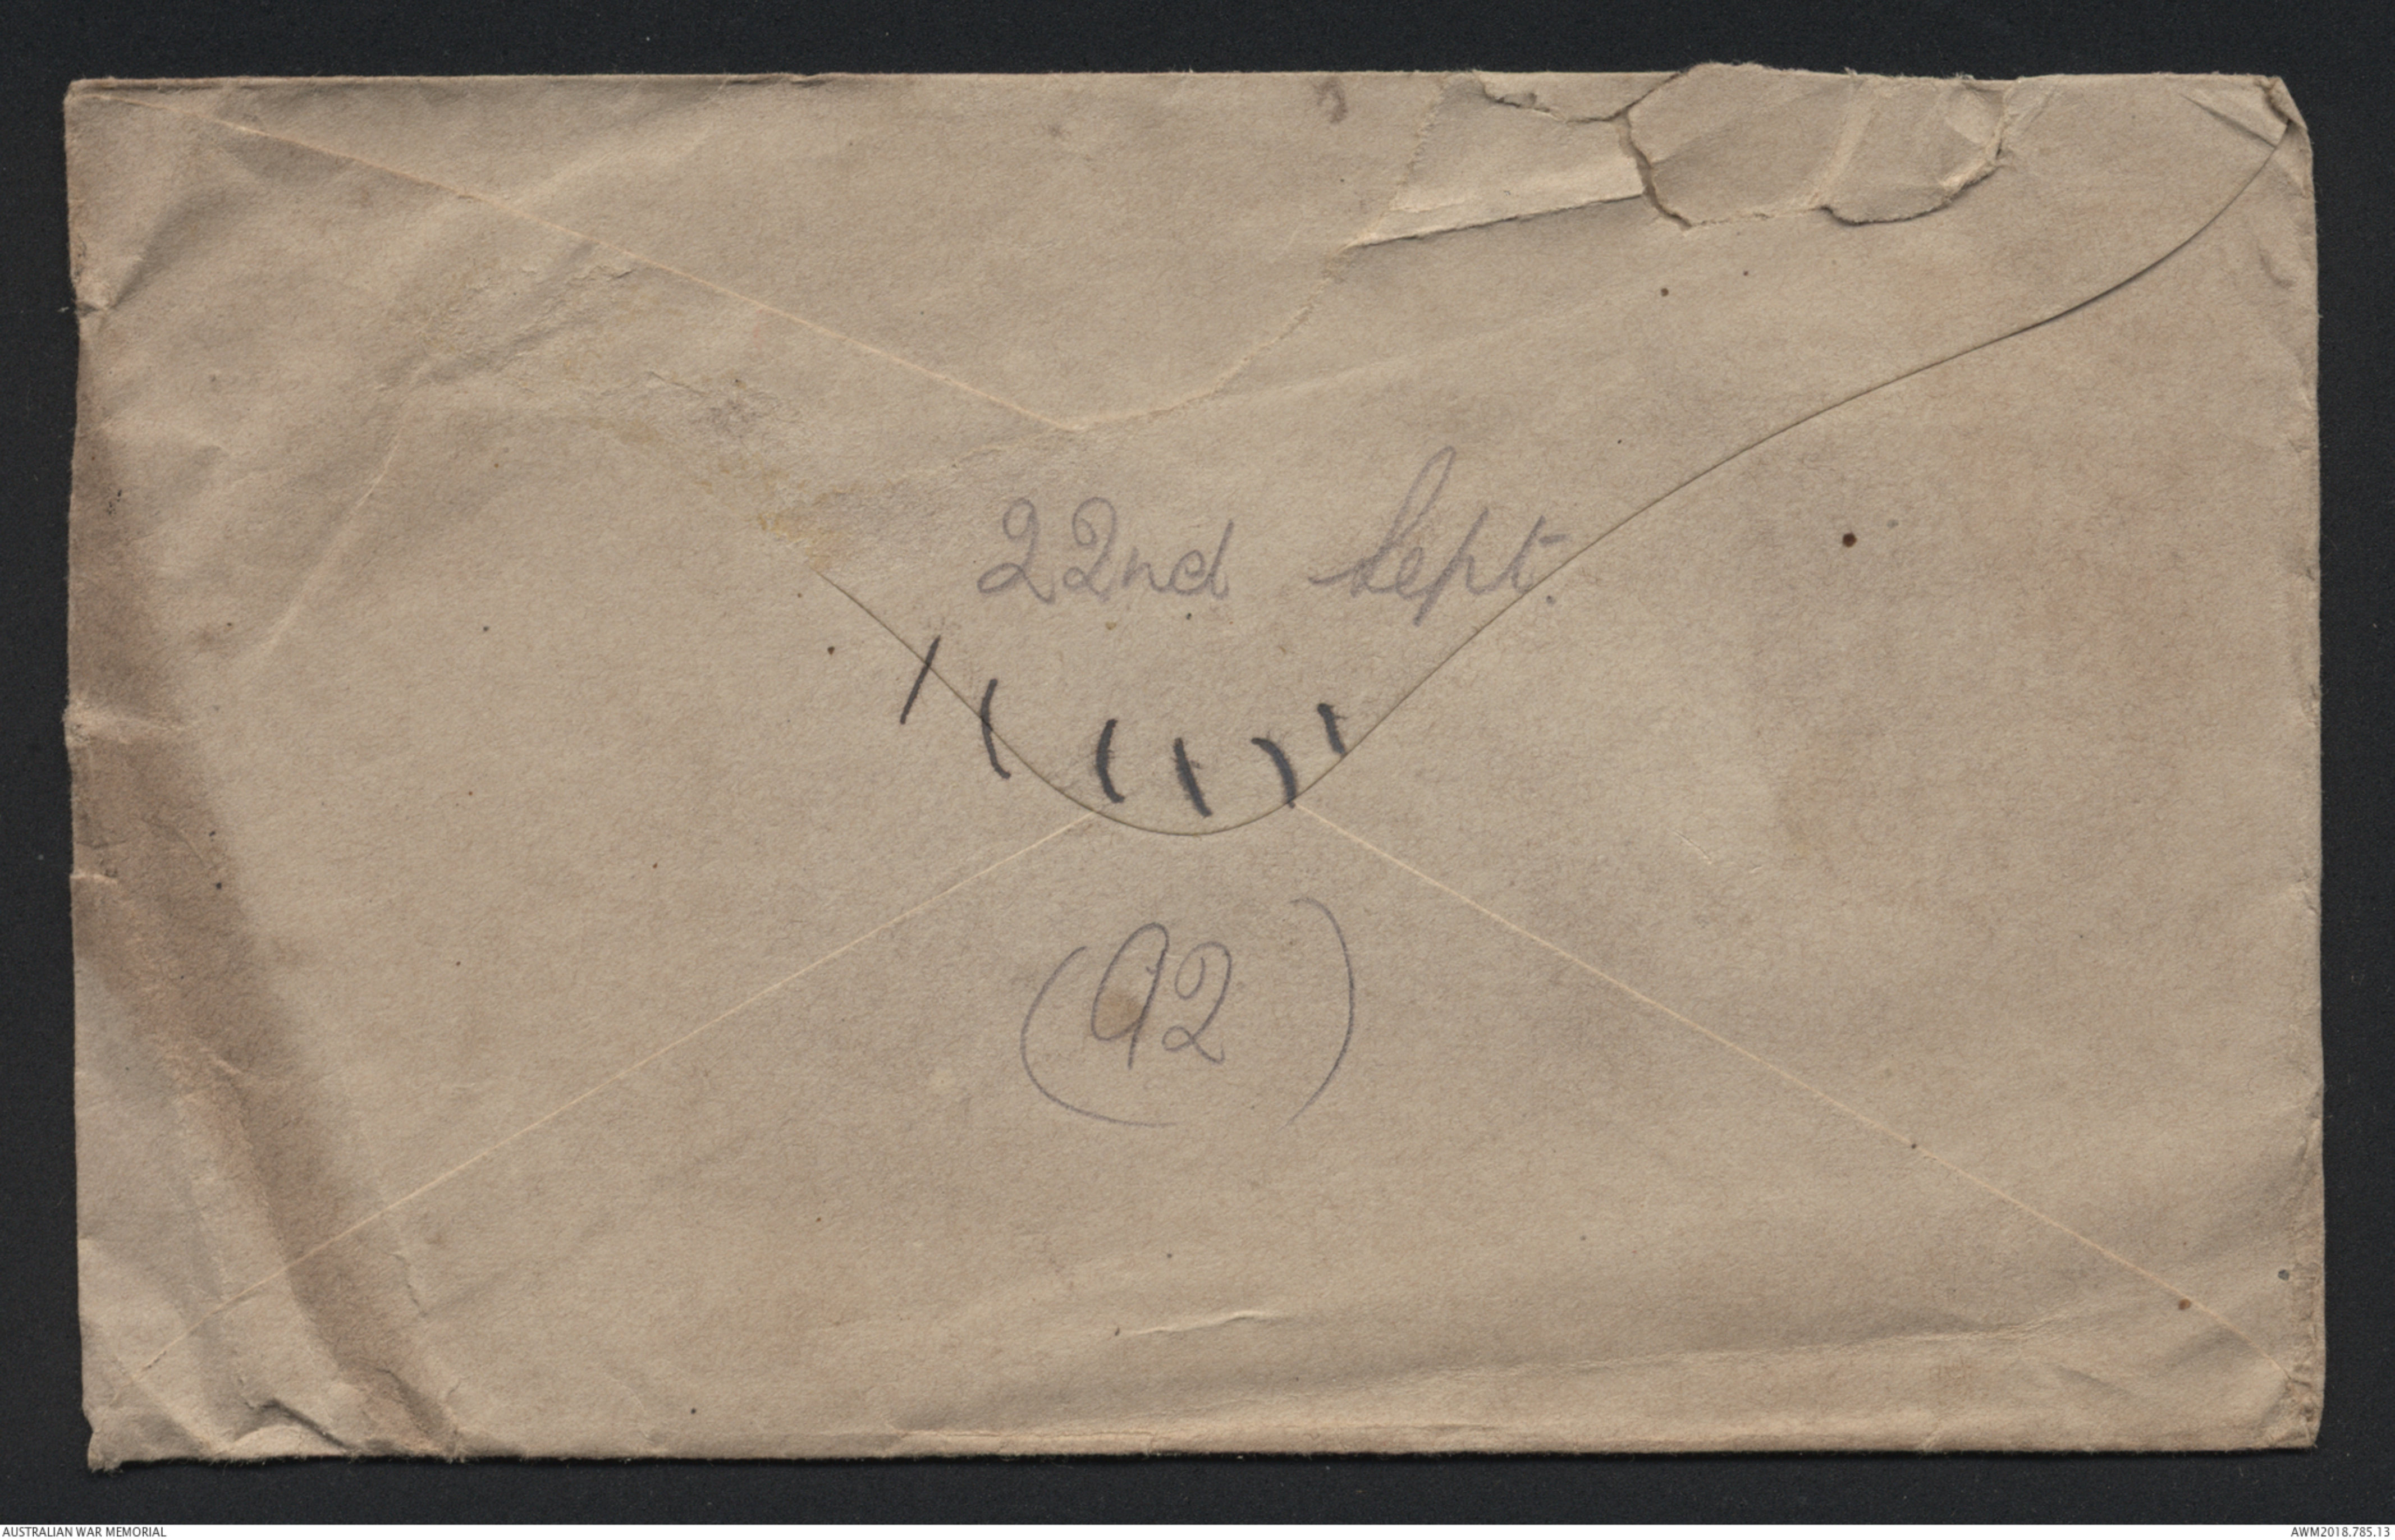 22nd Sept.
(92)
AUSTRALIAN WAR MEMORIAL
AWM2018.785.13